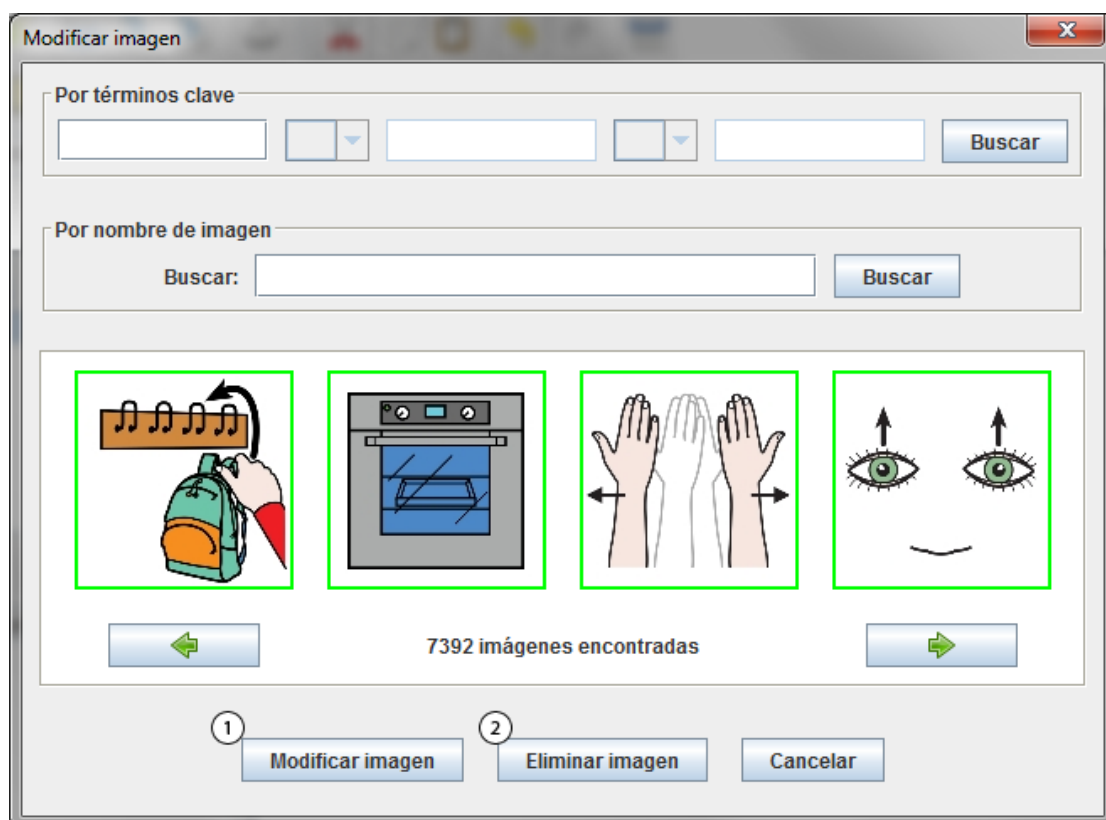 Modificar imagen
Por términos clave
Buscar
Por nombre de imagen
Buscar: Buscar
7392 imágenes encontradas
1 2
Modificar imagen Eliminar imagen Cancelar